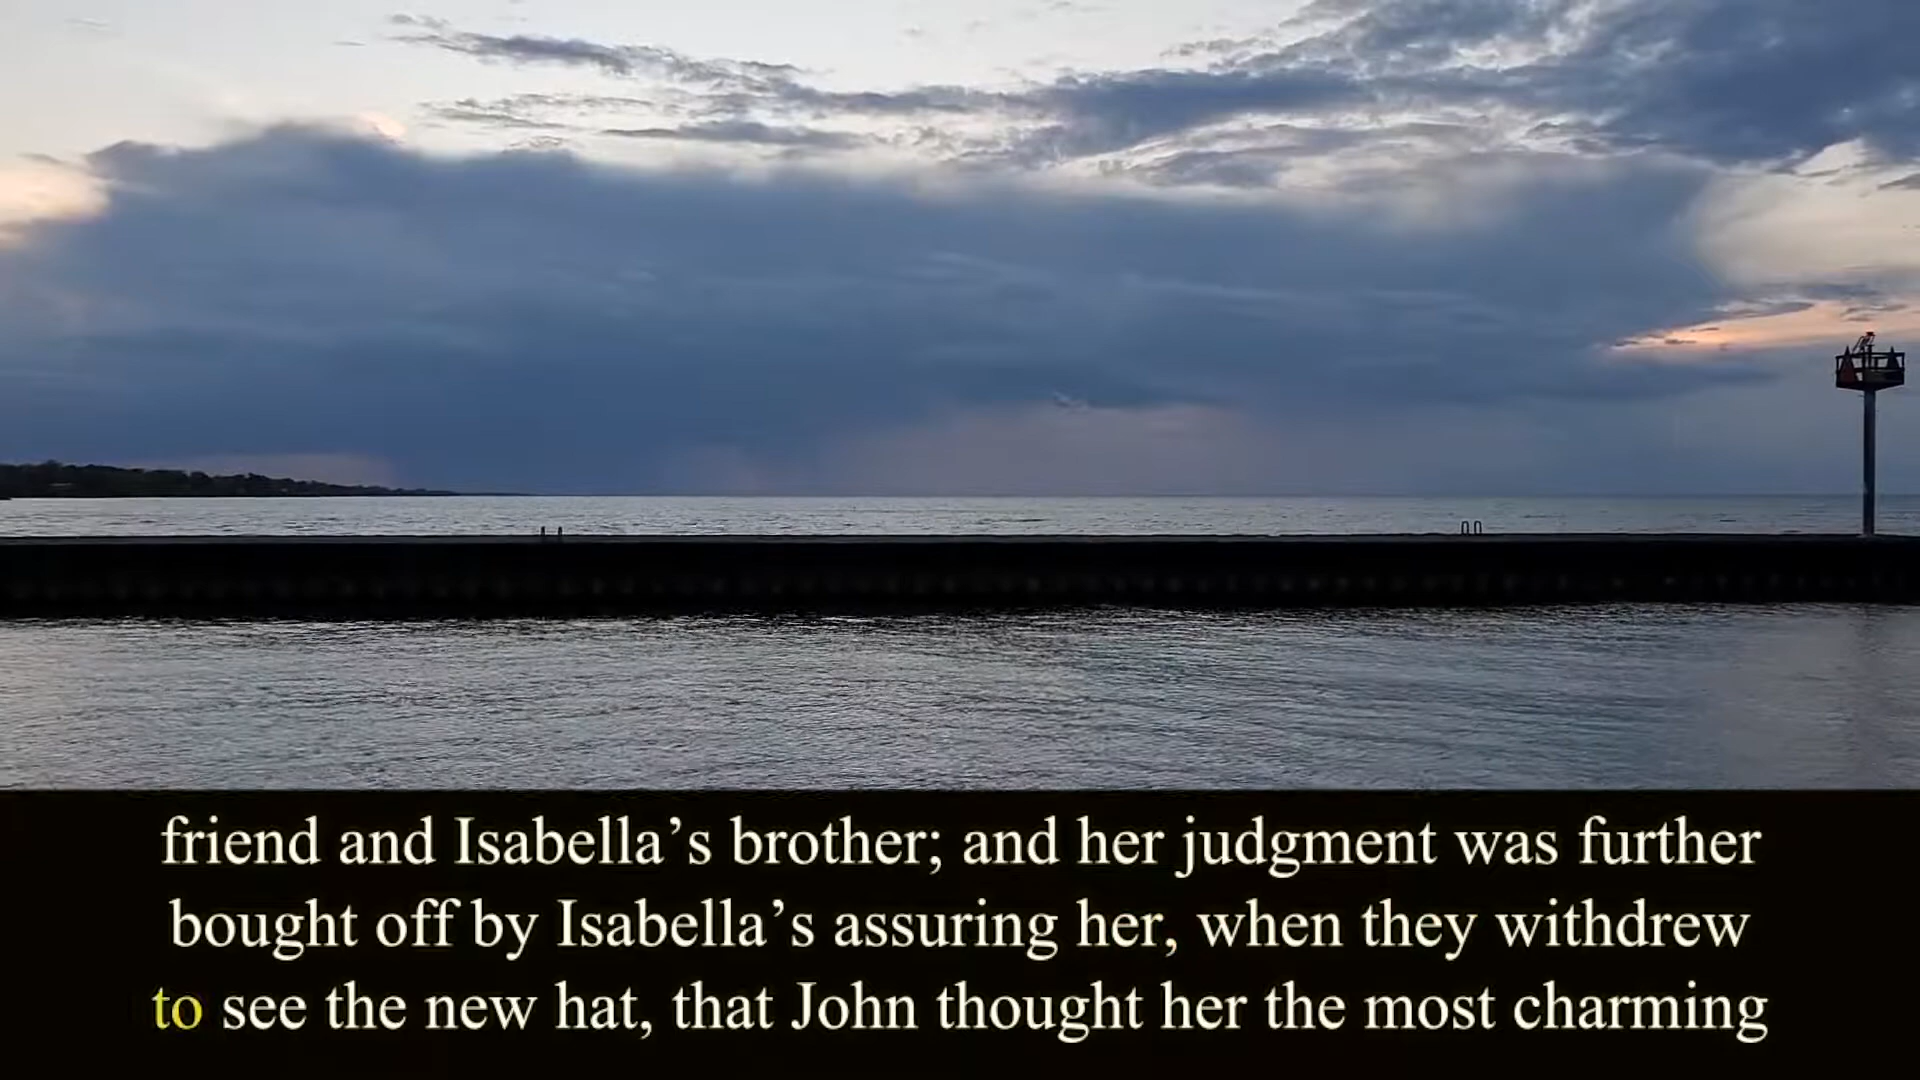 friend and Isabella’s brother; and her judgment was further
bought off by Isabella’s assuring her, when they withdrew
to see the new hat, that John thought her the most charming